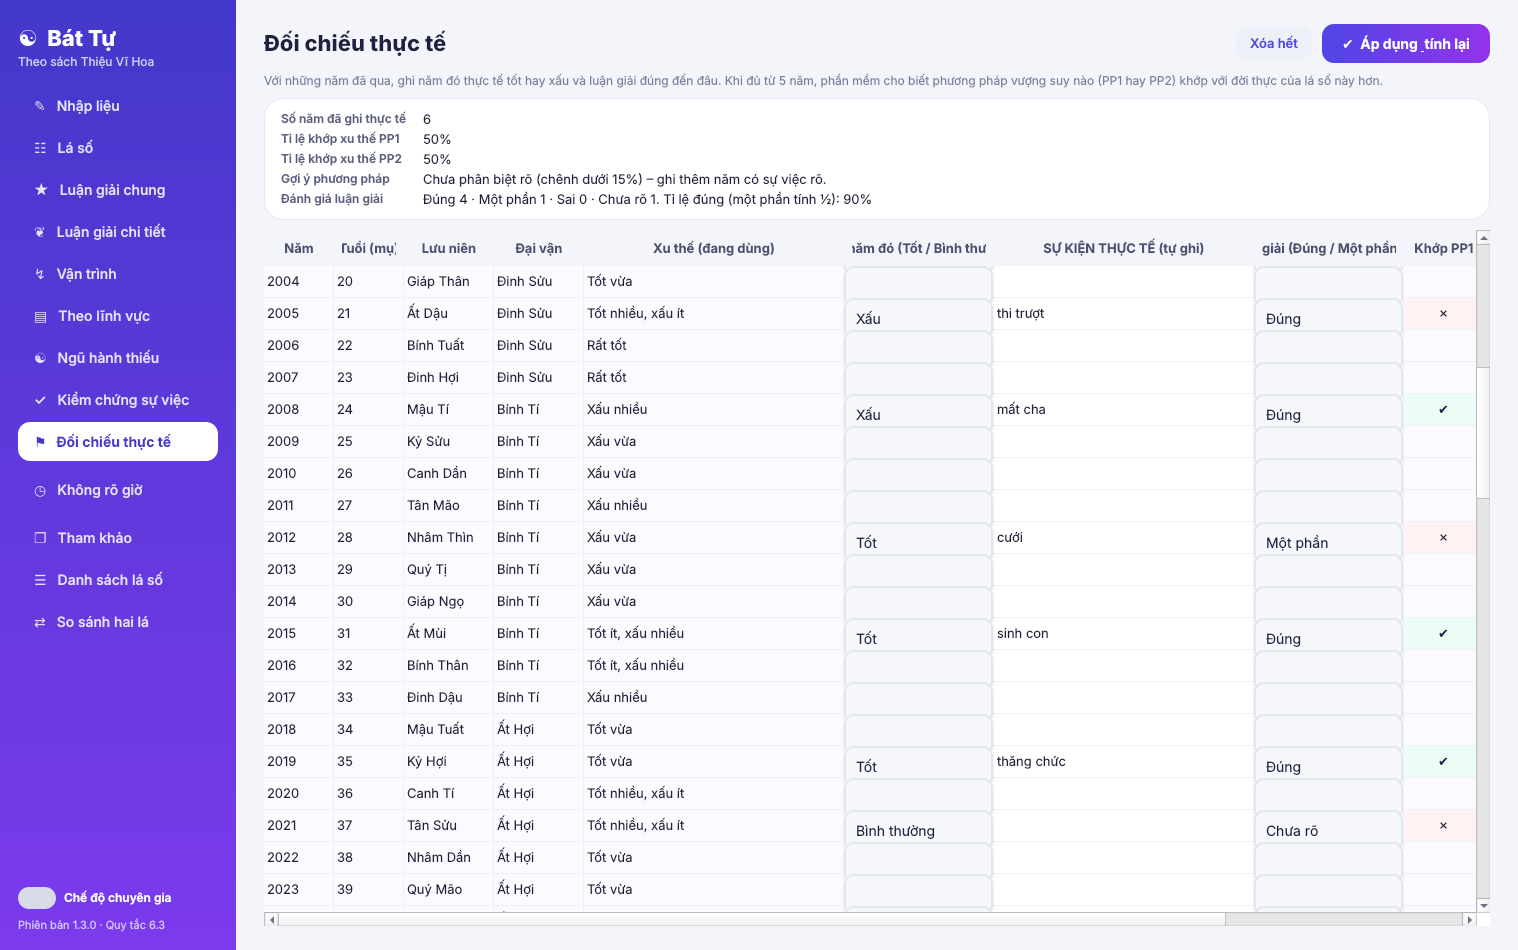 ☯ Bát Tự
Theo sách Thiệu Vĩ Hoa
✎ Nhập liệu
☷ Lá số
★ Luận giải chung
❦ Luận giải chi tiết
↯ Vận trình
▤ Theo lĩnh vực
☯ Ngũ hành thiếu
✓ Kiểm chứng sự việc
⚑ Đối chiếu thực tế
◷ Không rõ giờ
❐ Tham khảo
☰ Danh sách lá số
⇄ So sánh hai lá
Chế độ chuyên gia
Phiên bản 1.3.0 · Quy tắc 6.3
Đối chiếu thực tế
Xóa hết
✔ Áp dụng _tính lại
Với những năm đã qua, ghi năm đó thực tế tốt hay xấu và luận giải đúng đến đâu. Khi đủ từ 5 năm, phần mềm cho biết phương pháp vượng suy nào (PP1 hay PP2) khớp với đời thực của lá số này hơn.
Số năm đã ghi thực tế 6
Tỉ lệ khớp xu thế PP1 50%
Tỉ lệ khớp xu thế PP2 50%
Gợi ý phương pháp Chưa phân biệt rõ (chênh dưới 15%) – ghi thêm năm có sự việc rõ.
Đánh giá luận giải Đúng 4 · Một phần 1 · Sai 0 · Chưa rõ 1. Tỉ lệ đúng (một phần tính ½): 90%
Năm Tuổi (mụ) Lưu niên Đại vận Xu thế (đang dùng) năm đó (Tốt / Bình thư SỰ KIỆN THỰC TẾ (tự ghi) giải (Đúng / Một phần Khớp PP1
2004 20 Giáp Thân Đinh Sửu Tốt vừa
2005 21 Ất Dậu Đinh Sửu Tốt nhiều, xấu ít Xấu thi trượt Đúng ×
2006 22 Bính Tuất Đinh Sửu Rất tốt
2007 23 Đinh Hợi Đinh Sửu Rất tốt
2008 24 Mậu Tí Bính Tí Xấu nhiều Xấu mất cha Đúng ✔
2009 25 Kỷ Sửu Bính Tí Xấu vừa
2010 26 Canh Dần Bính Tí Xấu vừa
2011 27 Tân Mão Bính Tí Xấu nhiều
2012 28 Nhâm Thìn Bính Tí Xấu vừa Tốt cưới Một phần ×
2013 29 Quý Tị Bính Tí Xấu vừa
2014 30 Giáp Ngọ Bính Tí Xấu vừa
2015 31 Ất Mùi Bính Tí Tốt ít, xấu nhiều Tốt sinh con Đúng ✔
2016 32 Bính Thân Bính Tí Tốt ít, xấu nhiều
2017 33 Đinh Dậu Bính Tí Xấu nhiều
2018 34 Mậu Tuất Ất Hợi Tốt vừa
2019 35 Kỷ Hợi Ất Hợi Tốt vừa Tốt thăng chức Đúng ✔
2020 36 Canh Tí Ất Hợi Tốt nhiều, xấu ít
2021 37 Tân Sửu Ất Hợi Tốt nhiều, xấu ít Bình thường Chưa rõ ×
2022 38 Nhâm Dần Ất Hợi Tốt vừa
2023 39 Quý Mão Ất Hợi Tốt vừa